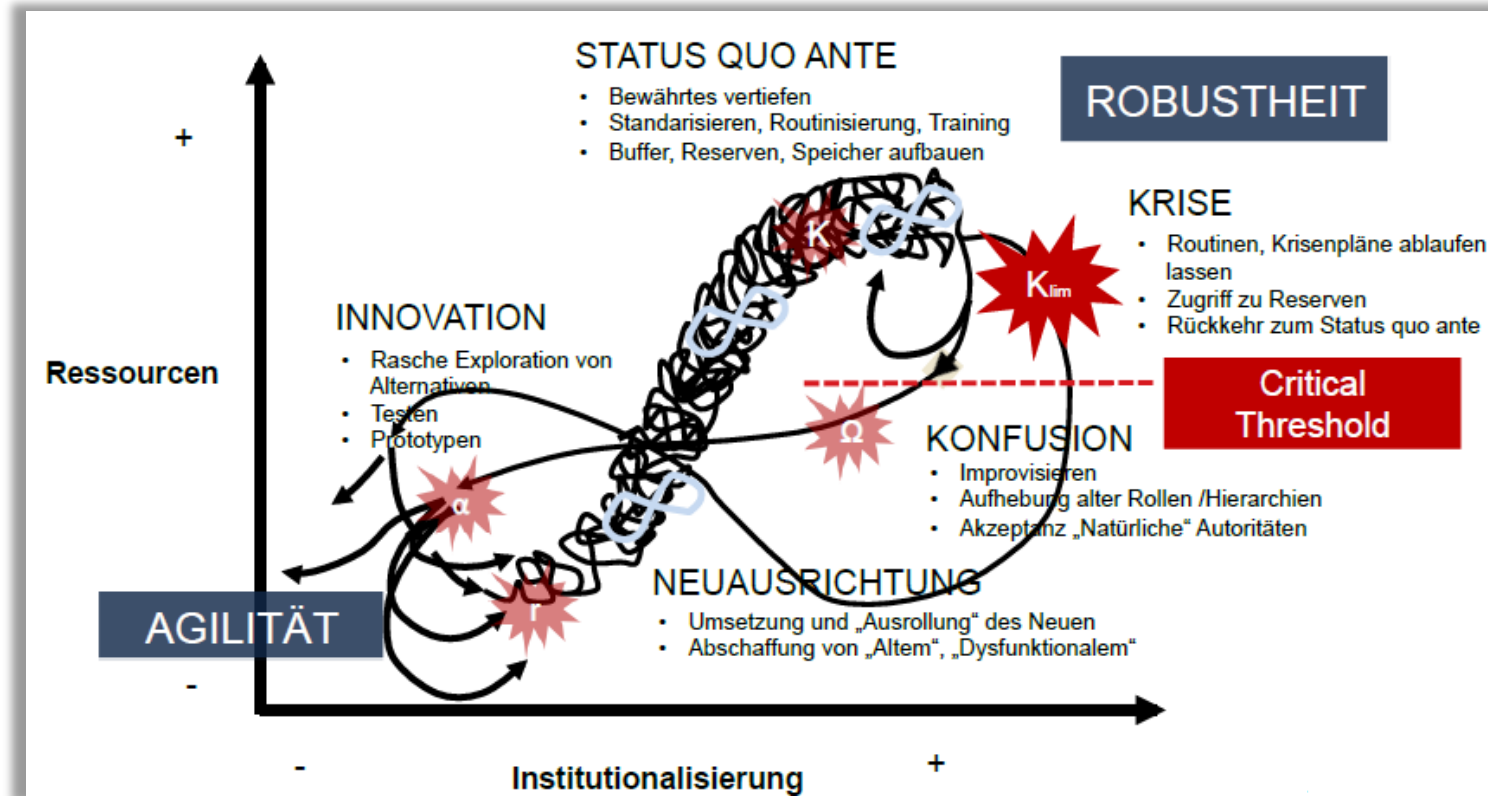 STATUS QUO ANTE
• Bewährtes vertiefen
• Standarisieren, Routinisierung, Training
• Buffer, Reserven, Speicher aufbauen
ROBUSTHEIT
+
KRISE
• Routinen, Krisenpläne ablaufen
lassen
• Zugriff zu Reserven
• Rückkehr zum Status quo ante
K
Klim
INNOVATION
• Rasche Exploration von
Alternativen
• Testen
• Prototypen
Ressourcen
Critical
Threshold
Ω
KONFUSION
• Improvisieren
• Aufhebung alter Rollen /Hierarchien
• Akzeptanz „Natürliche“ Autoritäten
α
r
NEUAUSRICHTUNG
• Umsetzung und „Ausrollung“ des Neuen
• Abschaffung von „Altem“, „Dysfunktionalem“
AGILITÄT
-
-
Institutionalisierung
+